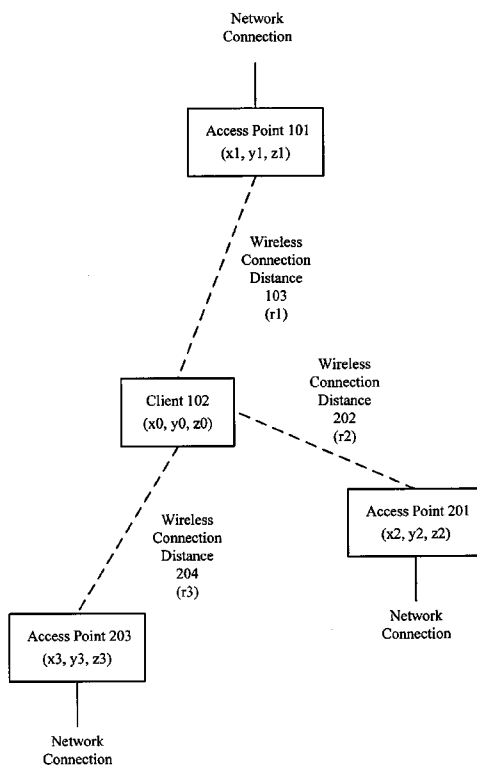 Network
Connection
Access Point 101
(x1, y1, z1)
Wireless
Connection
Distance
103
(r1)
Client 102
(x0, y0, z0)
Wireless
Connection
Distance
202
(r2)
Access Point 201
(x2, y2, z2)
Network
Connection
Wireless
Connection
Distance
204
(r3)
Access Point 203
(x3, y3, z3)
Network
Connection